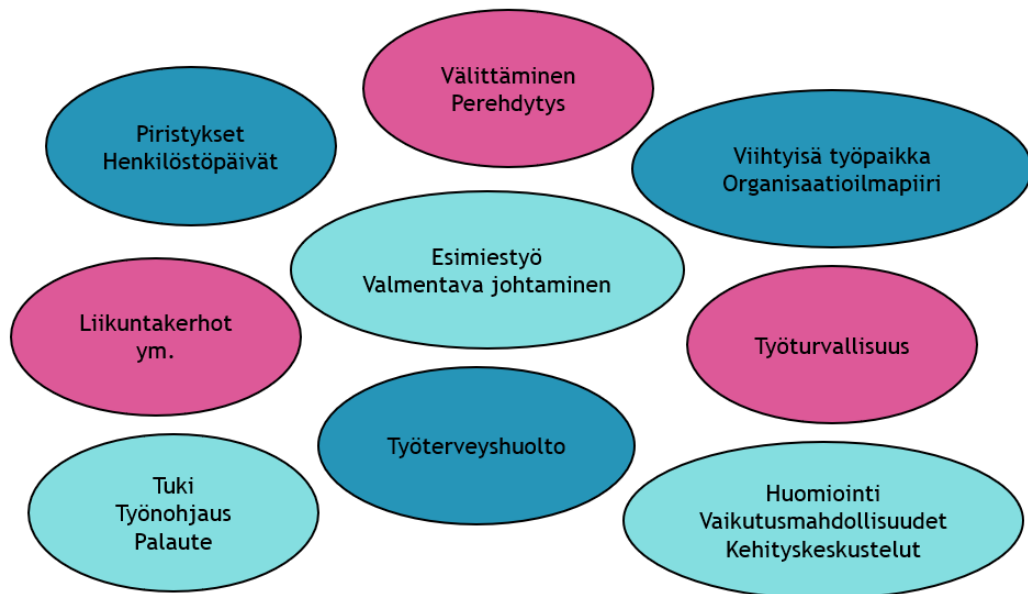 Välittäminen
Perehdytys
Piristykset
Henkilöstöpäivät
Viihtyisä työpaikka
Organisaatioilmapiiri
Esimiestyö
Valmentava johtaminen
Liikuntakerhot
ym.
Työturvallisuus
Työterveyshuolto
Tuki
Työnohjaus
Palaute
Huomiointi
Vaikutusmahdollisuudet
Kehityskeskustelut